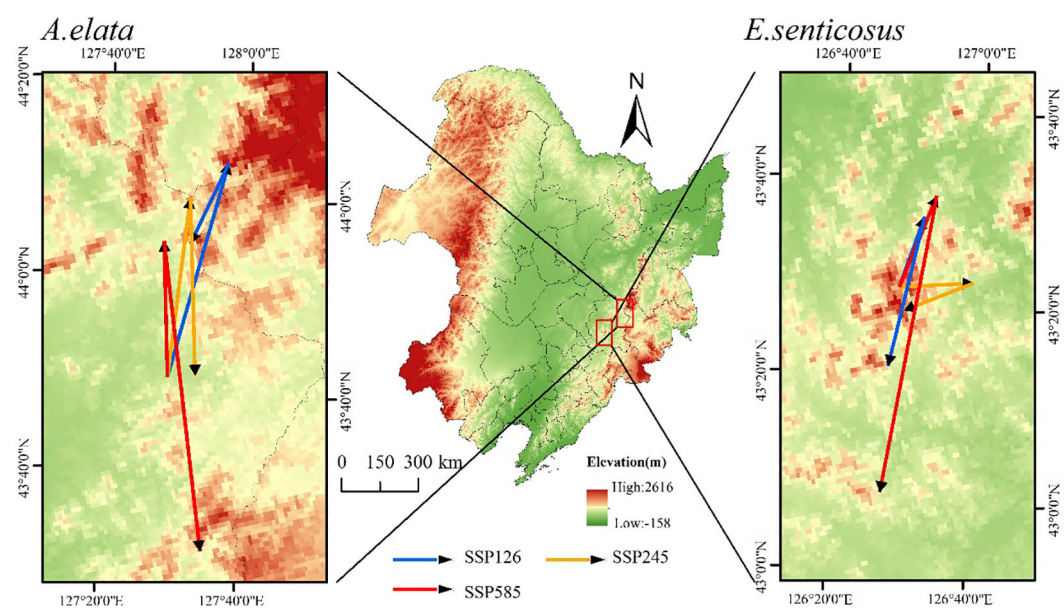 A.elata
E.senticosus
127°40'0"E
128°0'0"E
126°40'0"E
127°0'0"E
44°20'0"N
44°0'0"N
43°40'0"N
44°0'0"N
43°40'0"N
N
43°40'0"N
43°20'0"N
43°0'0"N
43°40'0"N
43°20'0"N
43°0'0"N
0 150 300 km
Elevation(m)
High:2616
Low:-158
SSP126
SSP245
SSP585
127°20'0"E
127°40'0"E
126°20'0"E
126°40'0"E